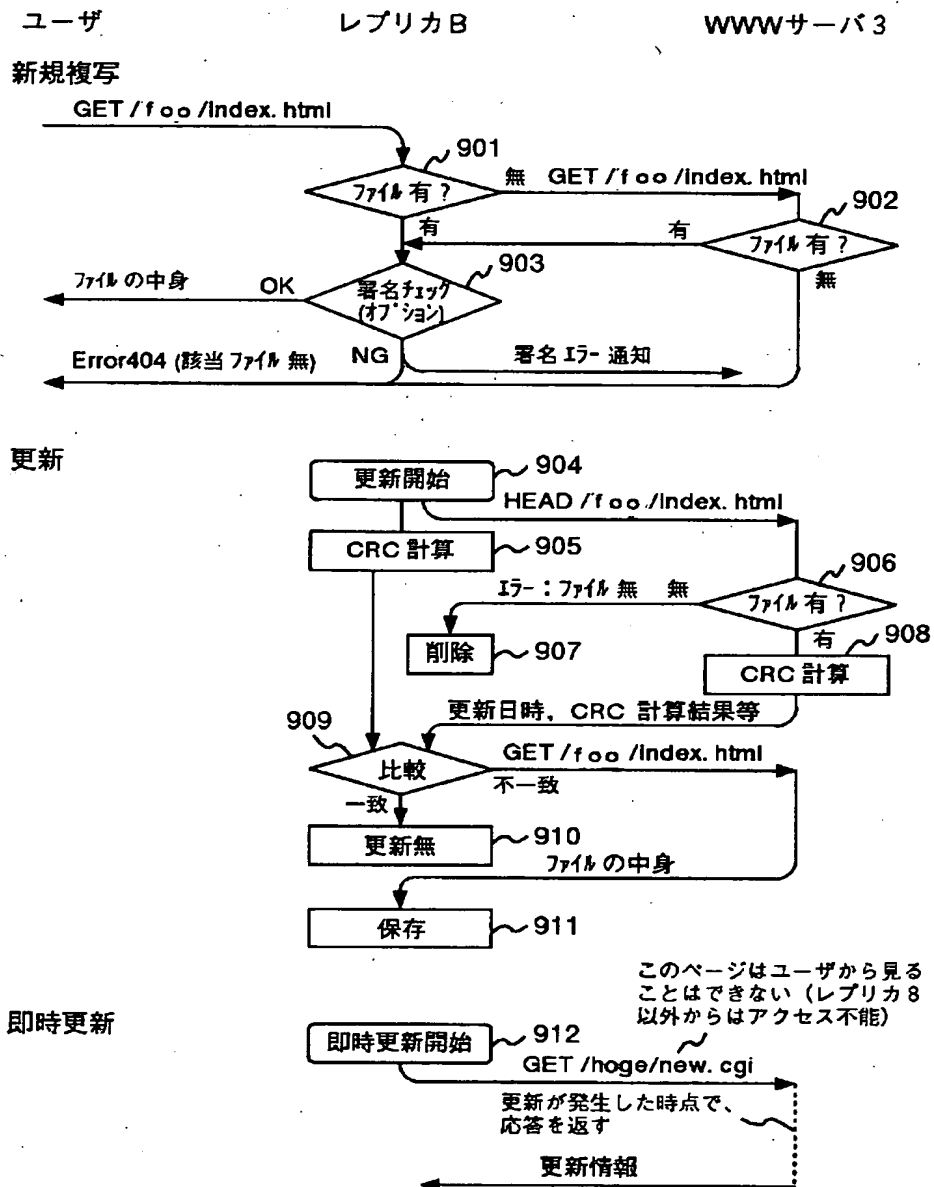 ユーザ
レプリカB
WWWサーバ3
新規複写
GET /foo/index.html
901
ファイル有?
無 GET /foo/index.html
902
ファイル有?
有
有
無
903
署名チェック
(オプション)
ファイルの中身 OK
Error404 (該当ファイル無) NG
署名エラー通知
更新
更新開始
904
HEAD /foo/index.html
CRC計算
905
906
エラー:ファイル無 無
ファイル有?
削除
907
有
908
CRC計算
更新日時, CRC計算結果等
909
比較
GET /foo/index.html
不一致
一致
更新無
910
ファイルの中身
保存
911
このページはユーザから見る
ことはできない(レプリカ8
以外からはアクセス不能)
即時更新
即時更新開始
912
GET /hoge/new.cgi
更新が発生した時点で、
応答を返す
更新情報